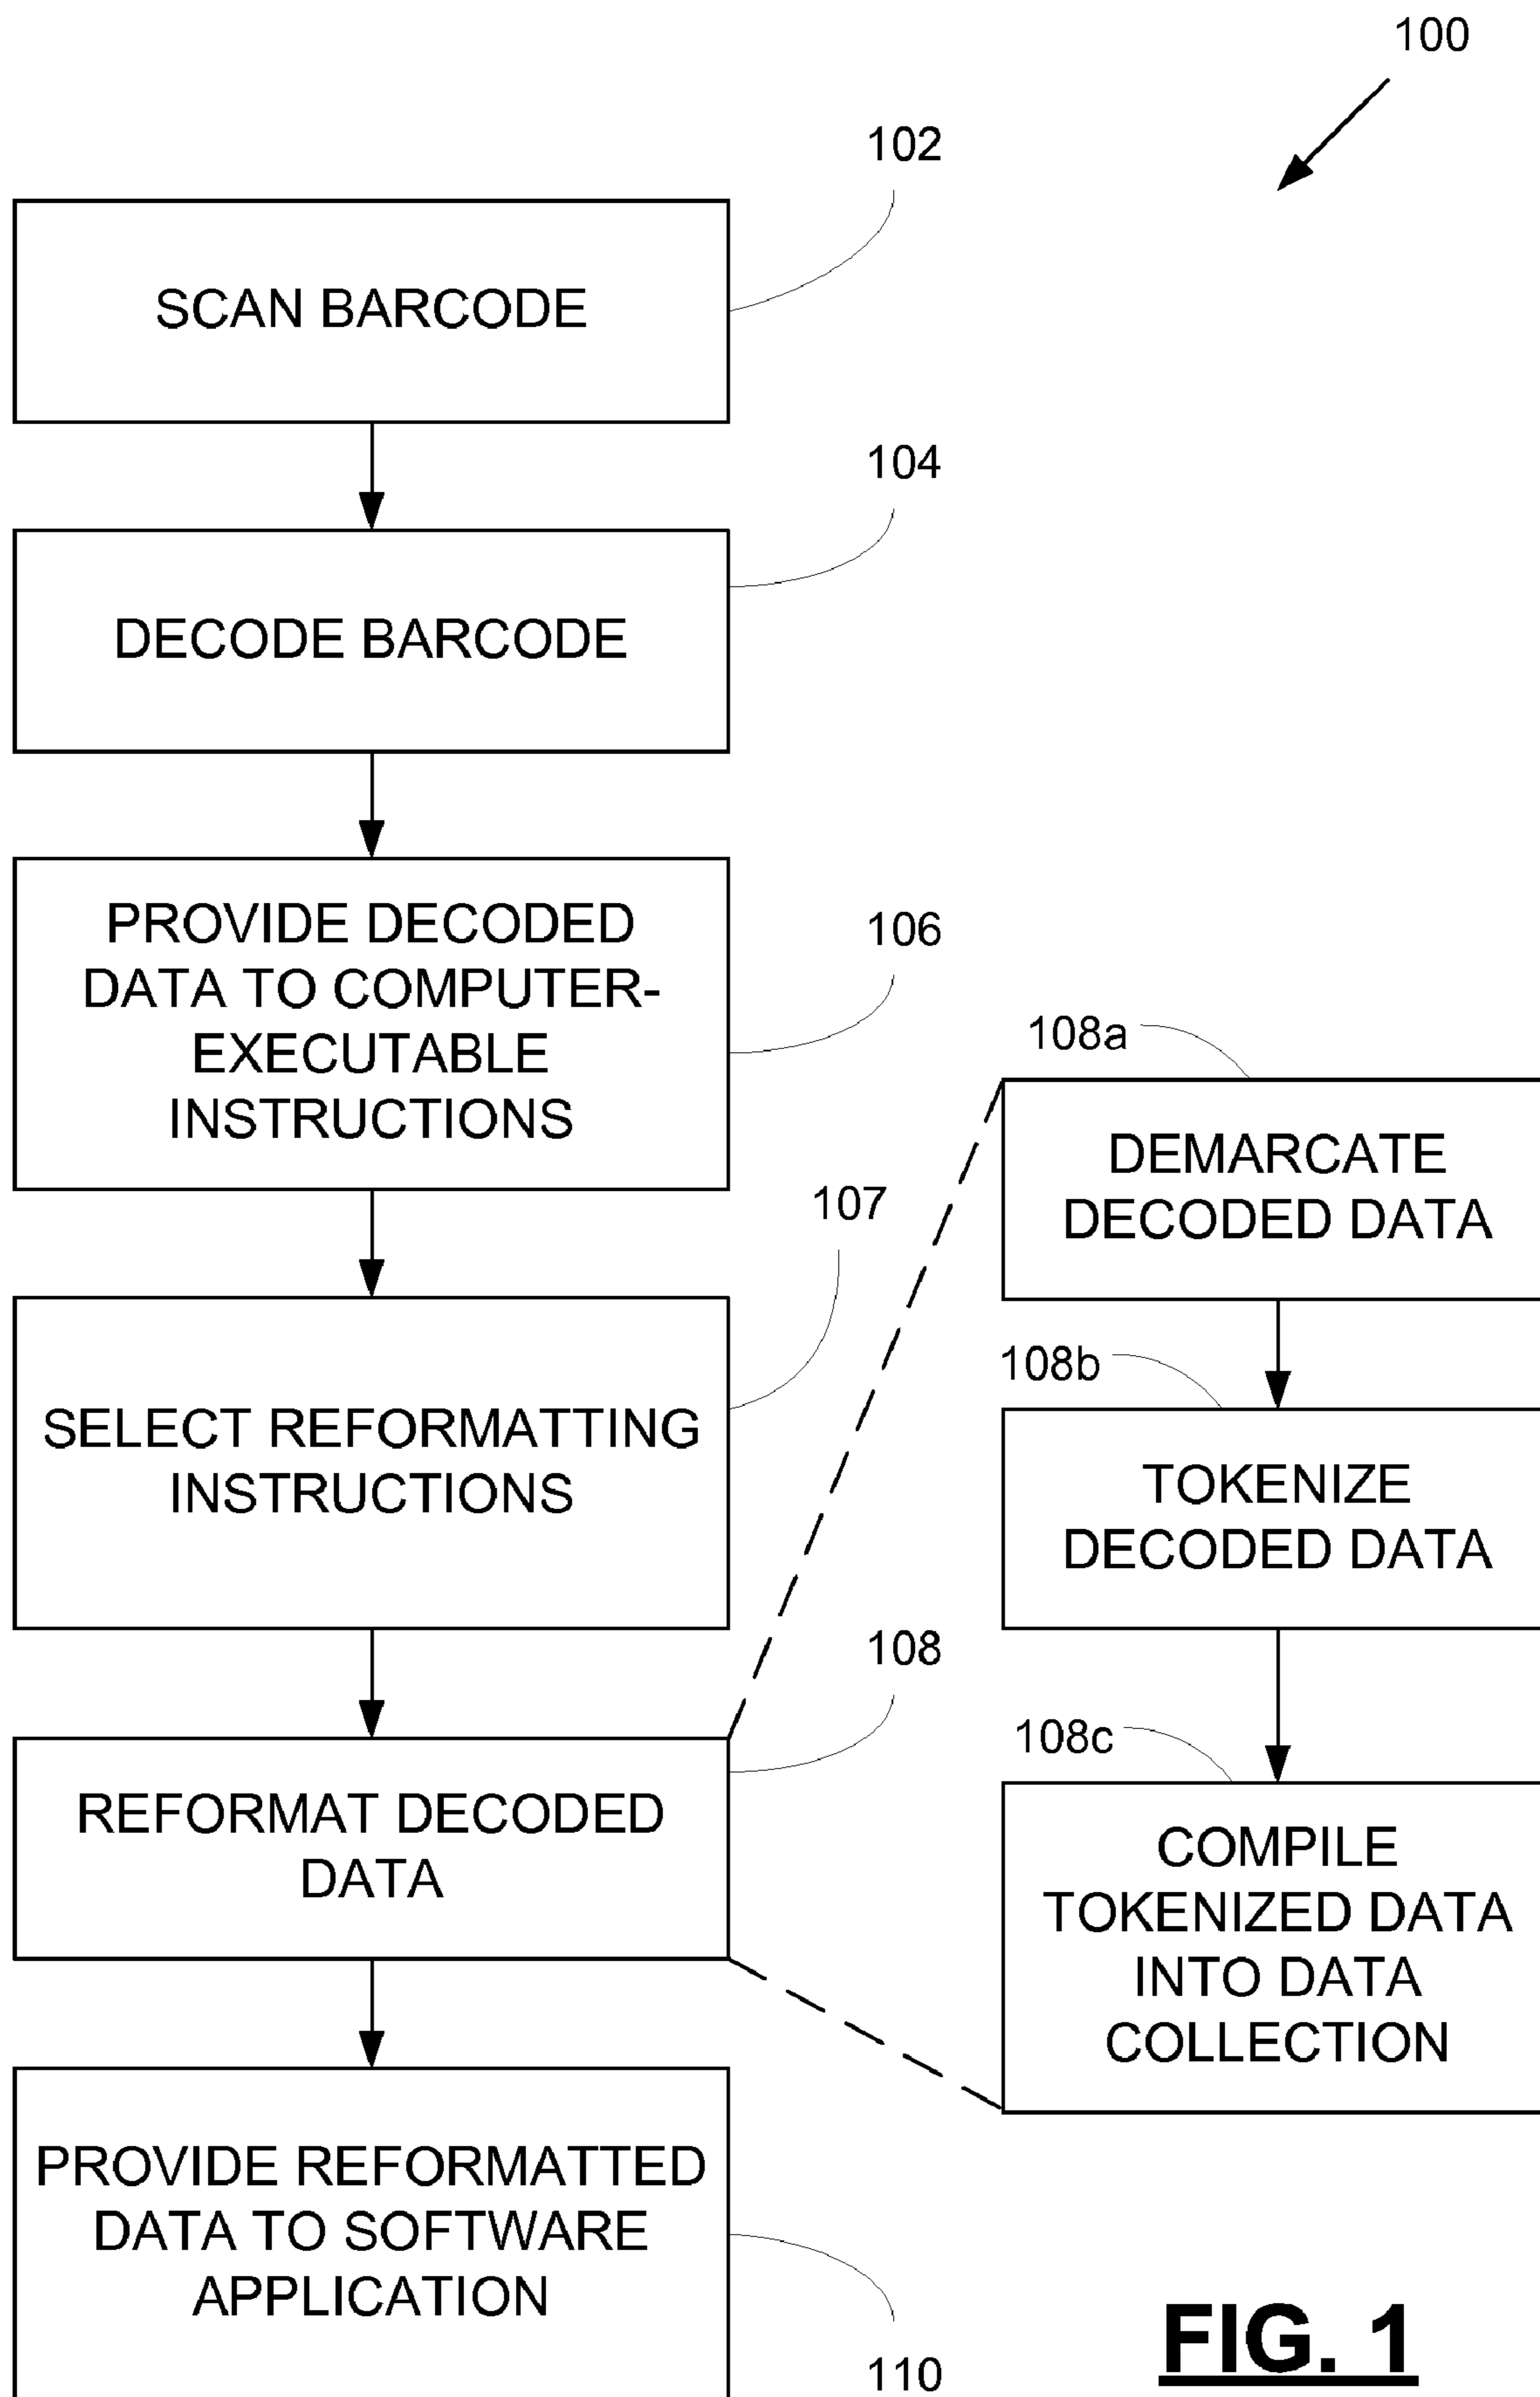 100
102
SCAN BARCODE
104
DECODE BARCODE
106
PROVIDE DECODED
DATA TO COMPUTER-
EXECUTABLE
INSTRUCTIONS
107
SELECT REFORMATTING
INSTRUCTIONS
108
REFORMAT DECODED
DATA
PROVIDE REFORMATTED
DATA TO SOFTWARE
APPLICATION
110
108a
DEMARCATE
DECODED DATA
108b
TOKENIZE
DECODED DATA
108c
COMPILE
TOKENIZED DATA
INTO DATA
COLLECTION
FIG. 1